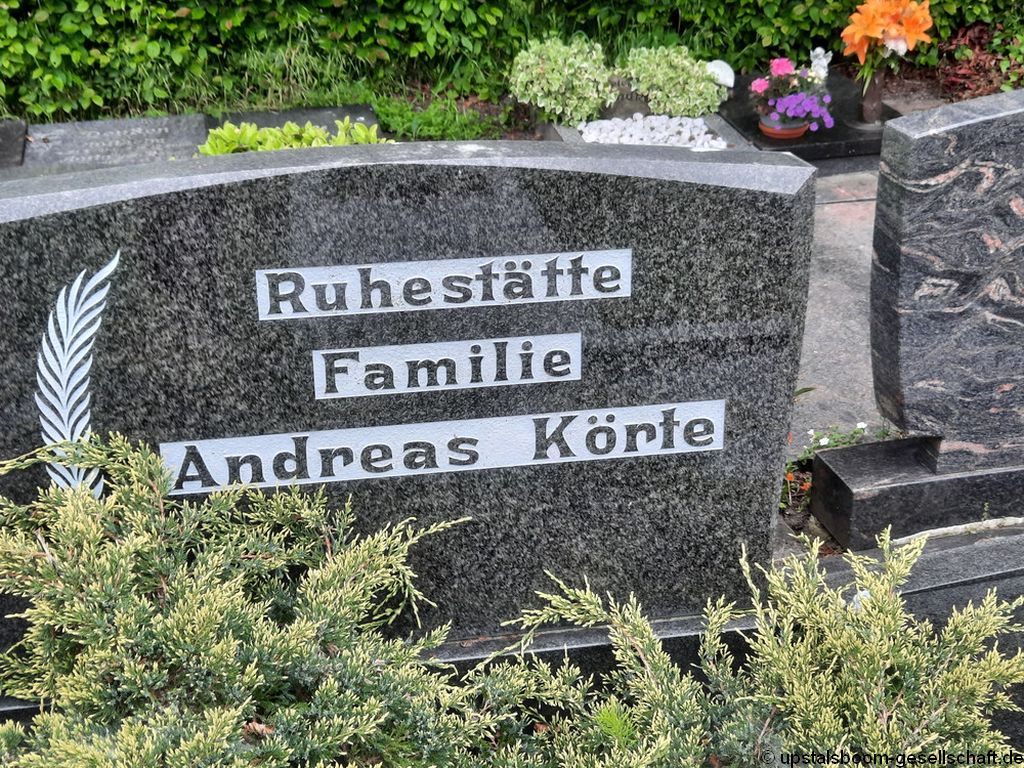 Ruhestätte
Familie
Andreas Körte
© upstalsboom-gesellschaft.de